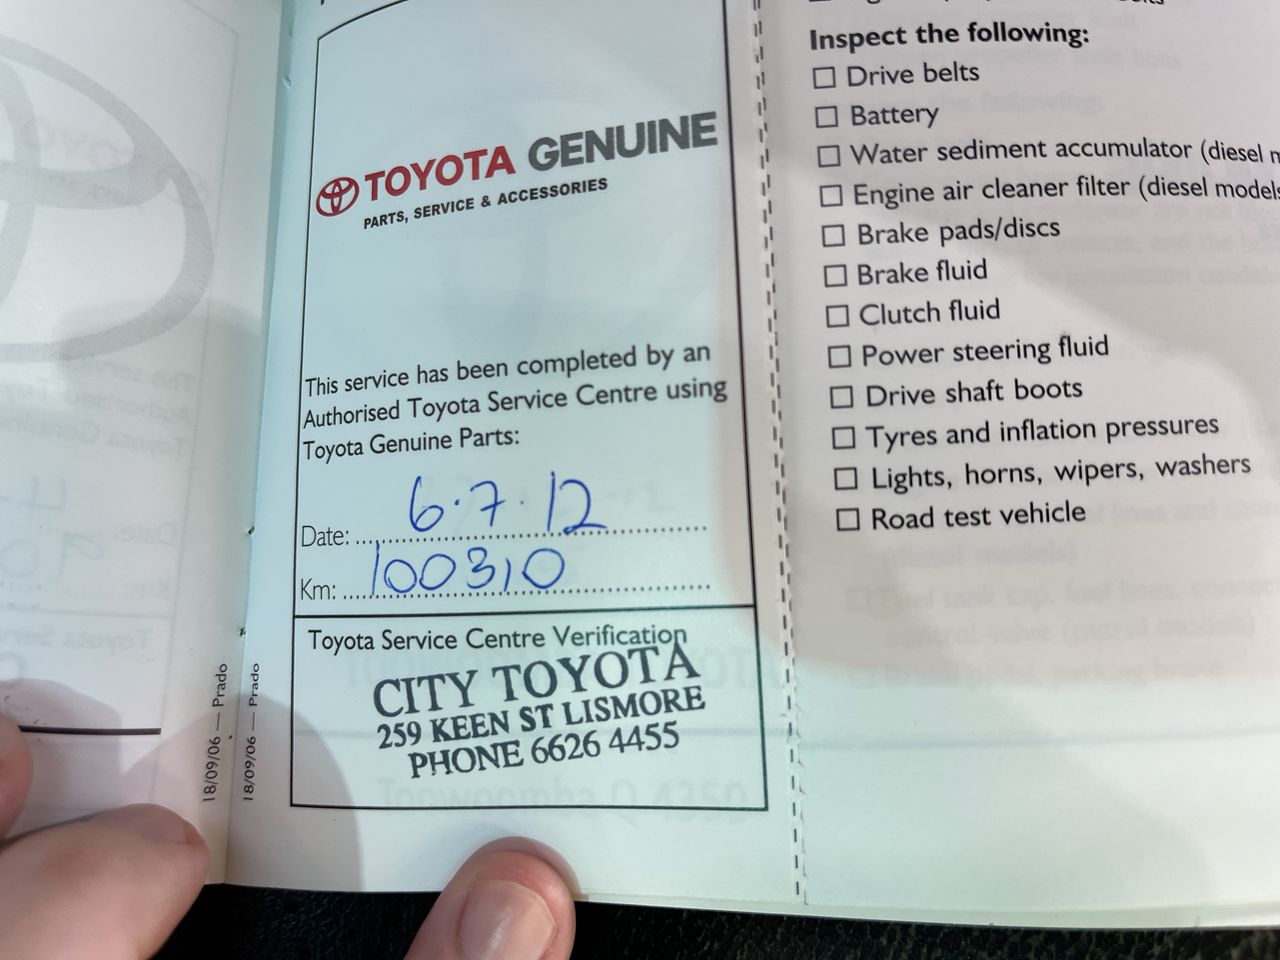 TOYOTA GENUINE
PARTS, SERVICE & ACCESSORIES
This service has been completed by an
Authorised Toyota Service Centre using
Toyota Genuine Parts:
Date: 6.7.12
Km: 100310
Toyota Service Centre Verification
CITY TOYOTA
259 KEEN ST LISMORE
PHONE 6626 4455
18/09/06 — Prado
18/09/06 — Prado
Inspect the following:
☐ Drive belts
☐ Battery
☐ Water sediment accumulator (diesel
☐ Engine air cleaner filter (diesel models
☐ Brake pads/discs
☐ Brake fluid
☐ Clutch fluid
☐ Power steering fluid
☐ Drive shaft boots
☐ Tyres and inflation pressures
☐ Lights, horns, wipers, washers
☐ Road test vehicle
Toowoomba Q 4350